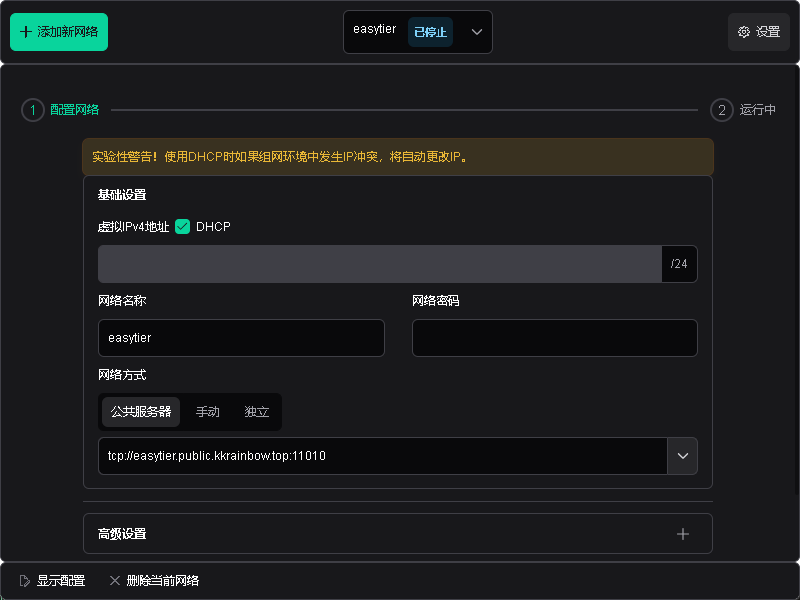 添加新网络
easytier 已停止
设置
1 配置网络
2 运行中
实验性警告！使用DHCP时如果组网环境中发生IP冲突，将自动更改IP。
基础设置
虚拟IPv4地址 DHCP
/24
网络名称 网络密码
easytier
网络方式
公共服务器 手动 独立
tcp://easytier.public.kkrainbow.top:11010
高级设置
显示配置 删除当前网络